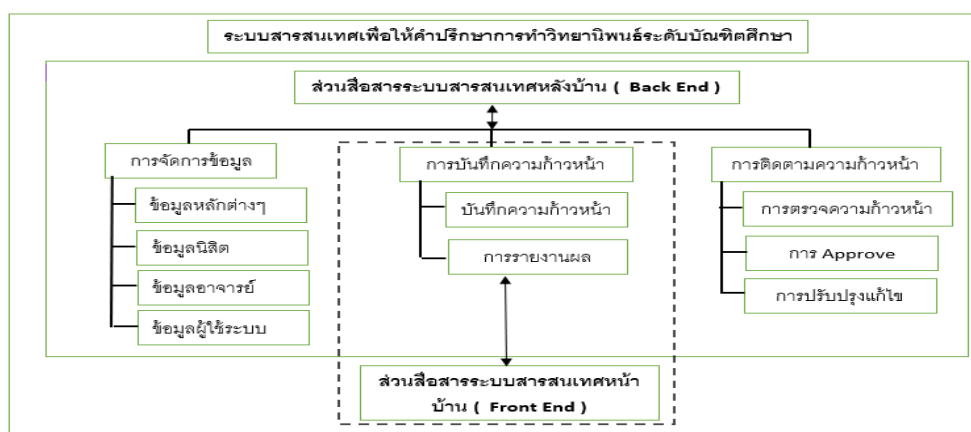 ระบบสารสนเทศเพื่อให้คำปรึกษาการทำวิทยานิพนธ์ระดับบัณฑิตศึกษา
ส่วนสื่อสารระบบสารสนเทศหลังบ้าน ( Back End )
การจัดการข้อมูล
ข้อมูลหลักต่างๆ
ข้อมูลนิสิต
ข้อมูลอาจารย์
ข้อมูลผู้ใช้ระบบ
การบันทึกความก้าวหน้า
บันทึกความก้าวหน้า
การรายงานผล
การติดตามความก้าวหน้า
การตรวจความก้าวหน้า
การ Approve
การปรับปรุงแก้ไข
ส่วนสื่อสารระบบสารสนเทศหน้า
บ้าน ( Front End )